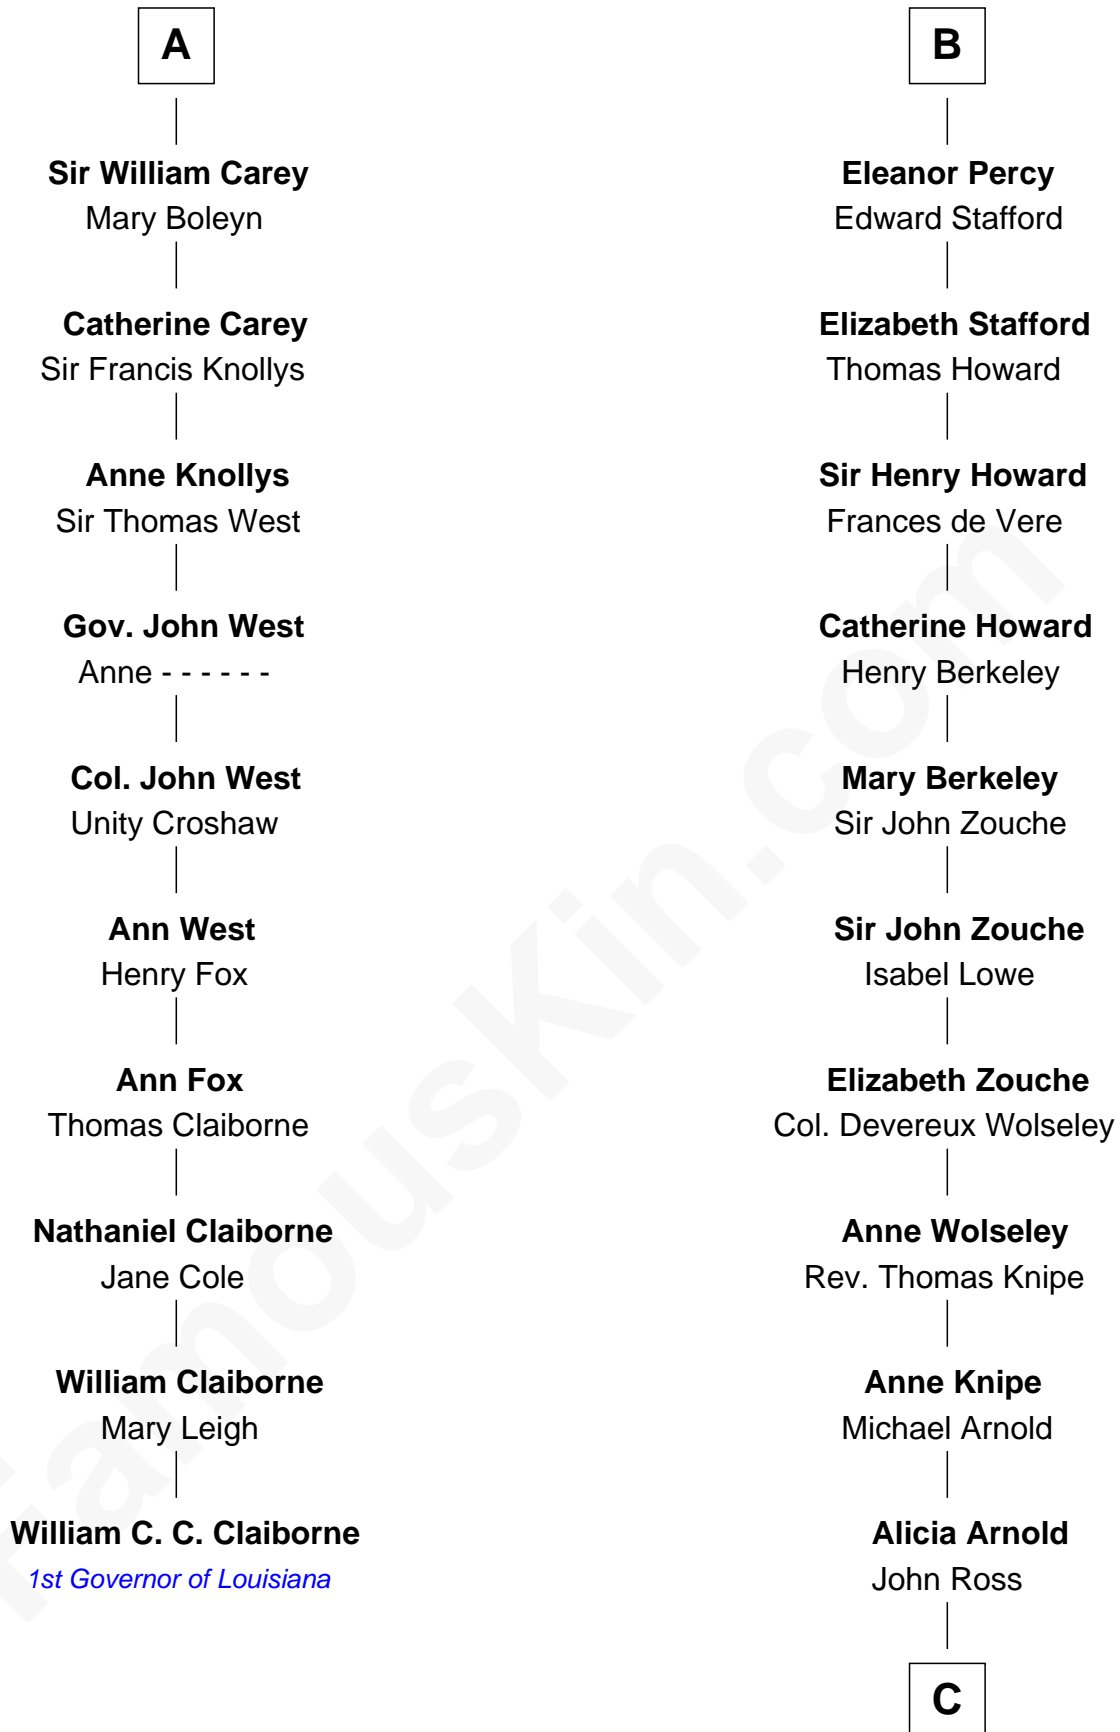 A
Sir William Carey
Mary Boleyn
Catherine Carey
Sir Francis Knollys
Anne Knollys
Sir Thomas West
Gov. John West
Anne - - - - - -
Col. John West
Unity Croshaw
Ann West
Henry Fox
Ann Fox
Thomas Claiborne
Nathaniel Claiborne
Jane Cole
William Claiborne
Mary Leigh
William C. C. Claiborne
1st Governor of Louisiana
B
Eleanor Percy
Edward Stafford
Elizabeth Stafford
Thomas Howard
Sir Henry Howard
Frances de Vere
Catherine Howard
Henry Berkeley
Mary Berkeley
Sir John Zouche
Sir John Zouche
Isabel Lowe
Elizabeth Zouche
Col. Devereux Wolseley
Anne Wolseley
Rev. Thomas Knipe
Anne Knipe
Michael Arnold
Alicia Arnold
John Ross
C
FamousKin.com